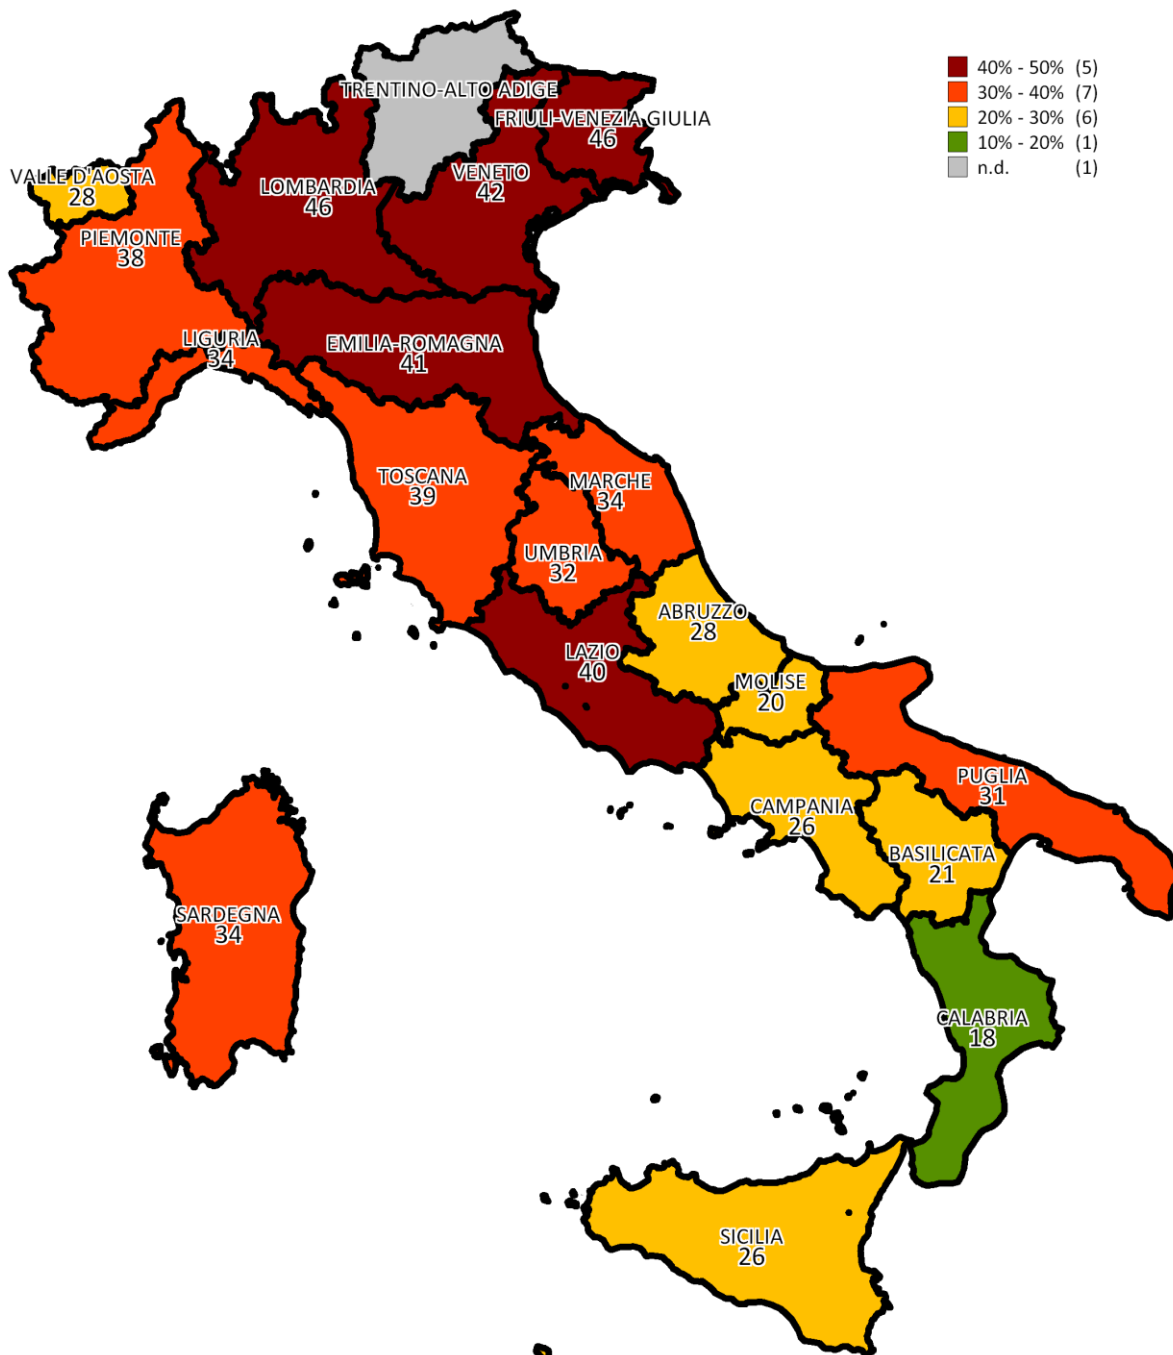 40% - 50% (5)
30% - 40% (7)
20% - 30% (6)
10% - 20% (1)
n.d. (1)
TRENTINO-ALTO ADIGE
FRIULI-VENEZIA GIULIA
46
VALLE D'AOSTA
28
LOMBARDIA
46
VENETO
42
PIEMONTE
38
LIGURIA
34
EMILIA-ROMAGNA
41
TOSCANA
39
MARCHE
34
UMBRIA
32
ABRUZZO
28
LAZIO
40
MOLISE
20
PUGLIA
31
CAMPANIA
26
BASILICATA
21
SARDEGNA
34
CALABRIA
18
SICILIA
26